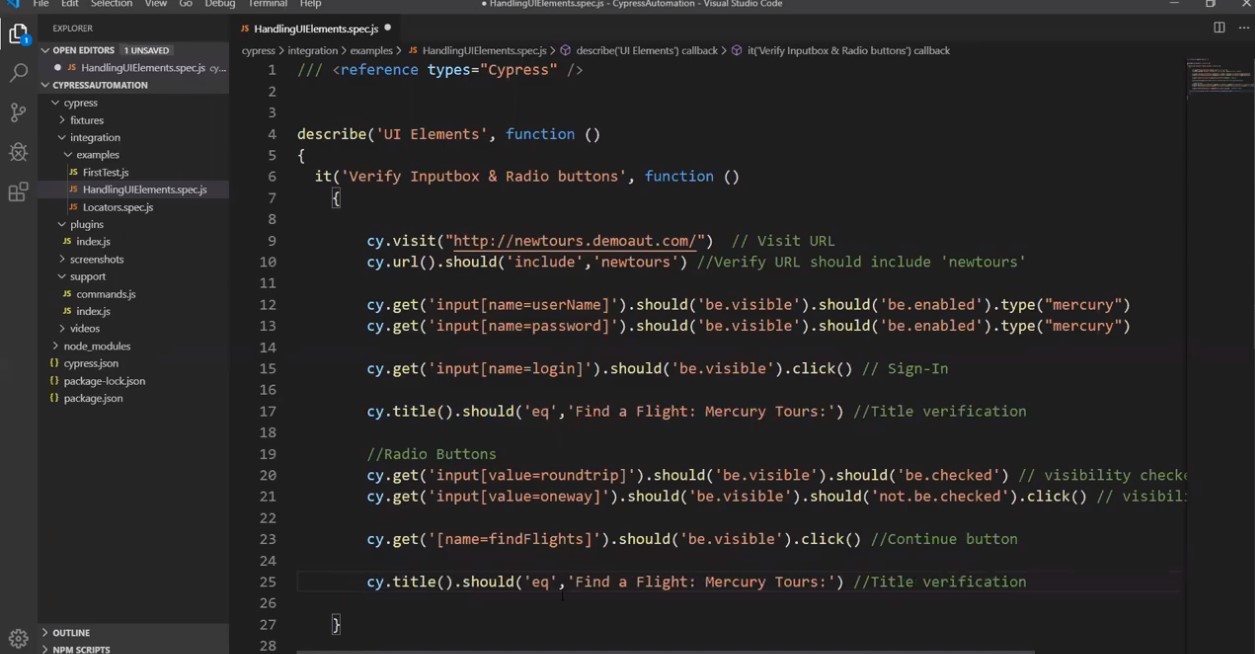 File Edit Selection View Go Debug Terminal Help
● HandlingUIElements.spec.js - CypressAutomation - Visual Studio Code
EXPLORER
OPEN EDITORS 1 UNSAVED
● JS HandlingUIElements.spec.js cy...
CYPRESSAUTOMATION
cypress
fixtures
integration
examples
JS FirstTest.js
JS HandlingUIElements.spec.js
JS Locators.spec.js
plugins
JS index.js
screenshots
support
JS commands.js
JS index.js
videos
node_modules
{} cypress.json
{} package-lock.json
{} package.json
OUTLINE
NPM SCRIPTS
1
JS HandlingUIElements.spec.js ●
cypress > integration > examples > JS HandlingUIElements.spec.js > describe('UI Elements') callback > it('Verify Inputbox & Radio buttons') callback
1 /// <reference types="Cypress" />
2
3
4 describe('UI Elements', function ()
5 {
6 it('Verify Inputbox & Radio buttons', function ()
7 {
8
9 cy.visit("http://newtours.demoaut.com/") // Visit URL
10 cy.url().should('include','newtours') //Verify URL should include 'newtours'
11
12 cy.get('input[name=userName]').should('be.visible').should('be.enabled').type("mercury")
13 cy.get('input[name=password]').should('be.visible').should('be.enabled').type("mercury")
14
15 cy.get('input[name=login]').should('be.visible').click() // Sign-In
16
17 cy.title().should('eq','Find a Flight: Mercury Tours:') //Title verification
18
19 //Radio Buttons
20 cy.get('input[value=roundtrip]').should('be.visible').should('be.checked') // visibility checke
21 cy.get('input[value=oneway]').should('be.visible').should('not.be.checked').click() // visibili
22
23 cy.get('[name=findFlights]').should('be.visible').click() //Continue button
24
25 cy.title().should('eq','Find a Flight: Mercury Tours:') //Title verification
26
27 }
28